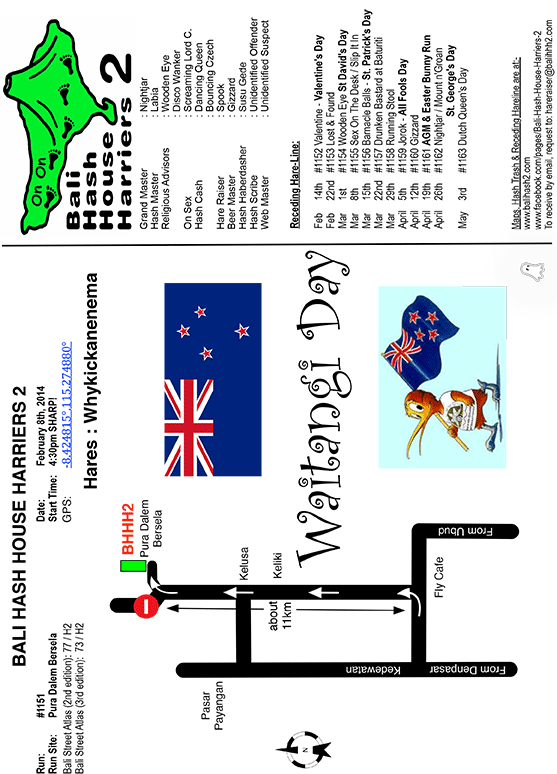 BALI HASH HOUSE HARRIERS 2
Run: #1151
Run Site: Pura Dalem Bersela
Bali Street Atlas (2nd edition): 77 / H2
Bali Street Atlas (3rd edition): 73 / H2
Date: February 8th, 2014
Start Time: 4:30pm SHARP!
GPS: -8.424815°,115.274880°
Hares : Whykickanenema
BHHH2
Pura Dalem
Bersela
Kelusa
Keliki
about
11km
Pasar
Payangan
Kedewatan
From Denpasar
Fly Cafe
From Ubud
N
Waitangi Day
On On
Bali
Hash
House
Harriers 2
Grand Master Nightjar
Hash Master Labia
Religious Advisors Wooden Eye
Disco Wanker
On Sex Screaming Lord C.
Hash Cash Dancing Queen
Bouncing Czech
Hare Raiser Spook
Beer Master Gizzard
Hash Haberdasher Susu Gede
Hash Scribe Unidentified Offender
Web Master Unidentified Suspect
Receding Hare-Line:
Feb 14th #1152 Valentine - Valentine's Day
Feb 22nd #1153 Lost & Found
Mar 1st #1154 Wooden Eye St David's Day
Mar 8th #1155 Sex On The Desk / Slip It In
Mar 15th #1156 Barnacle Balls - St. Patrick's Day
Mar 22nd #1157 Drunken Bastard at Baturiti
Mar 29th #1158 Running Stool
April 5th #1159 Jorok - All Fools Day
April 12th #1160 Gizzard
April 19th #1161 AGM & Easter Bunny Run
April 26th #1162 Nightjar / Mount n'Groan
St. George's Day
May 3rd #1163 Dutch Queen's Day
Maps, Hash Trash & Receding Hareline are at:
www.balihash2.com
www.facebook.com/pages/Bali-Hash-House-Harriers-2
To receive by email, request to: hareraiser@balihhh2.com